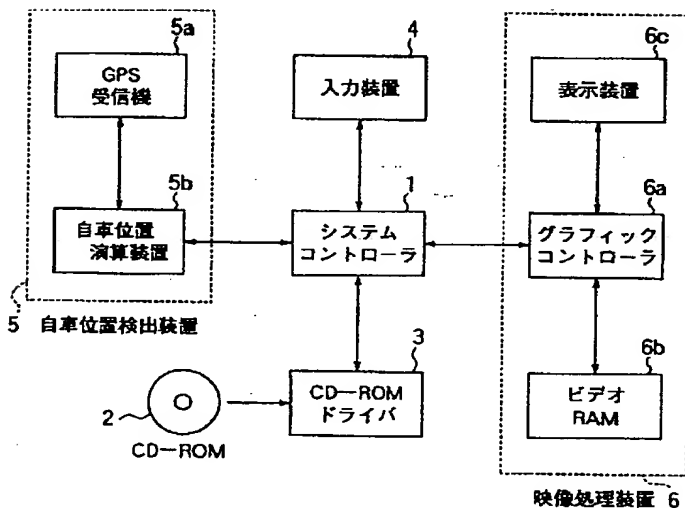 5a
GPS
受信機
5b
自車位置
演算装置
5 自車位置検出装置
4
入力装置
1
システム
コントローラ
3
CD-ROM
ドライバ
2
CD-ROM
6c
表示装置
6a
グラフィック
コントローラ
6b
ビデオ
RAM
映像処理装置 6